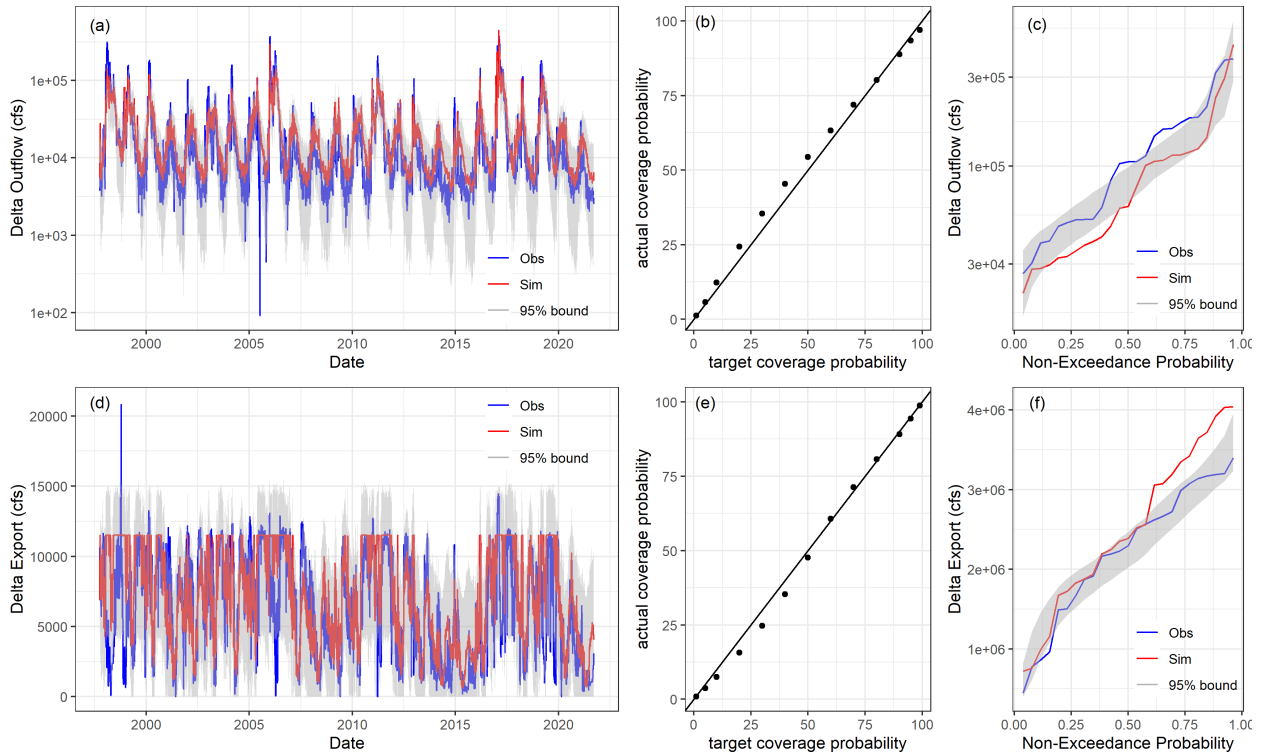 (a)
Delta Outflow (cfs)
1e+05
1e+04
1e+03
1e+02
Obs
Sim
95% bound
2000
2005
2010
2015
2020
Date
(b)
actual coverage probability
100
75
50
25
0
0
25
50
75
100
target coverage probability
(c)
Delta Outflow (cfs)
3e+05
1e+05
3e+04
Obs
Sim
95% bound
0.00
0.25
0.50
0.75
1.00
Non-Exceedance Probability
(d)
Delta Export (cfs)
20000
15000
10000
5000
0
Obs
Sim
95% bound
2000
2005
2010
2015
2020
Date
(e)
actual coverage probability
100
75
50
25
0
0
25
50
75
100
target coverage probability
(f)
Delta Export (cfs)
4e+06
3e+06
2e+06
1e+06
Obs
Sim
95% bound
0.00
0.25
0.50
0.75
1.00
Non-Exceedance Probability